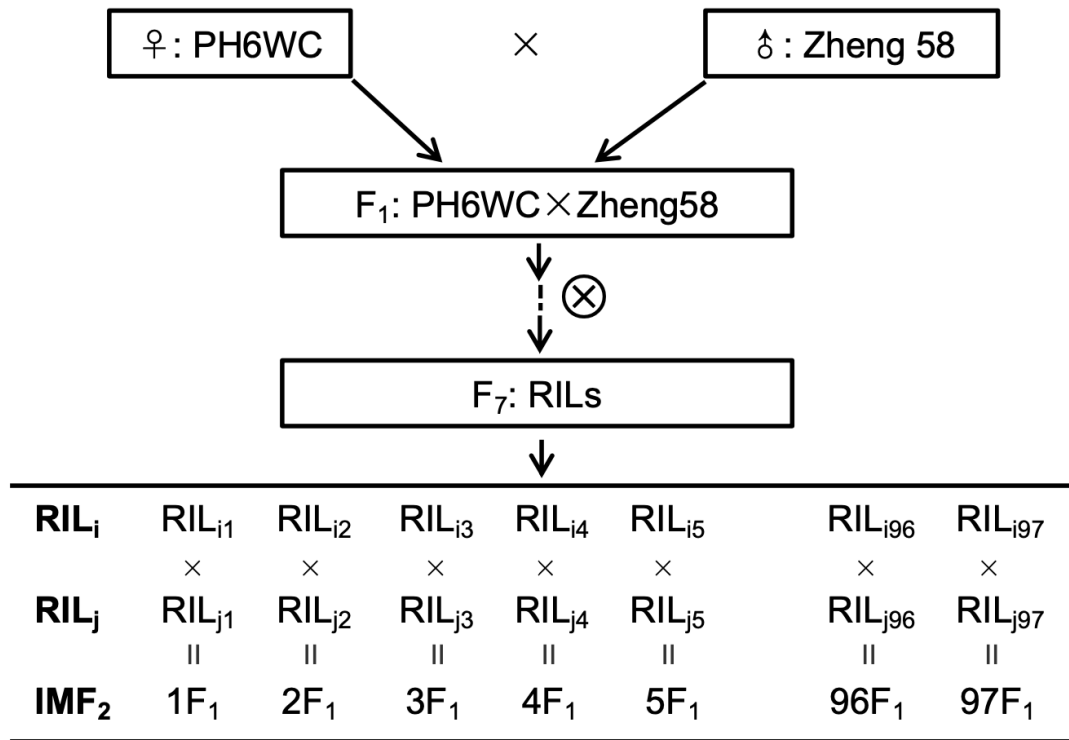 ♀: PH6WC × ♂: Zheng 58
F₁: PH6WC×Zheng58
⊗
F₇: RILs
RILᵢ RILᵢ₁ RILᵢ₂ RILᵢ₃ RILᵢ₄ RILᵢ₅ RILᵢ₉₆ RILᵢ₉₇
× × × × × × ×
RILⱼ RILⱼ₁ RILⱼ₂ RILⱼ₃ RILⱼ₄ RILⱼ₅ RILⱼ₉₆ RILⱼ₉₇
= = = = = = =
IMF₂ 1F₁ 2F₁ 3F₁ 4F₁ 5F₁ 96F₁ 97F₁